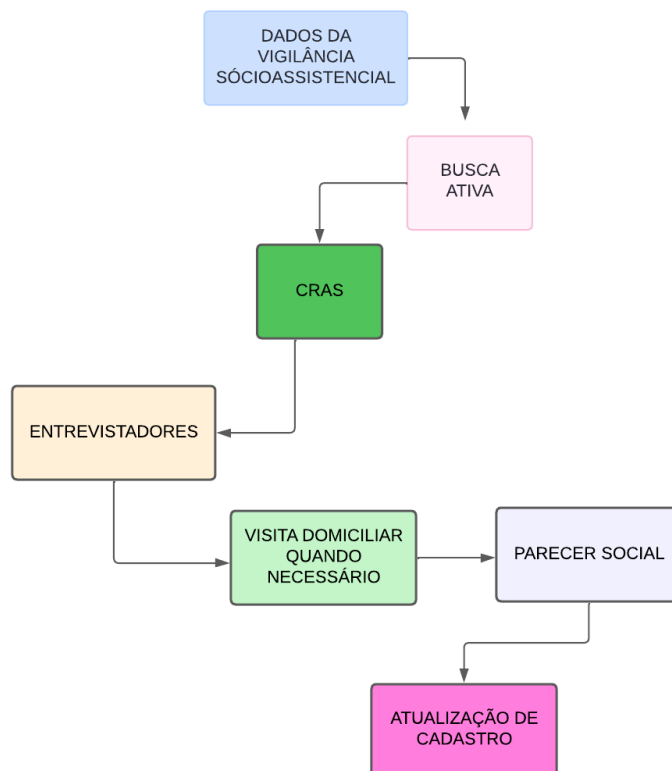 DADOS DA
VIGILÂNCIA
SÓCIOASSISTENCIAL
BUSCA
ATIVA
CRAS
ENTREVISTADORES
VISITA DOMICILIAR
QUANDO
NECESSÁRIO
PARECER SOCIAL
ATUALIZAÇÃO DE
CADASTRO